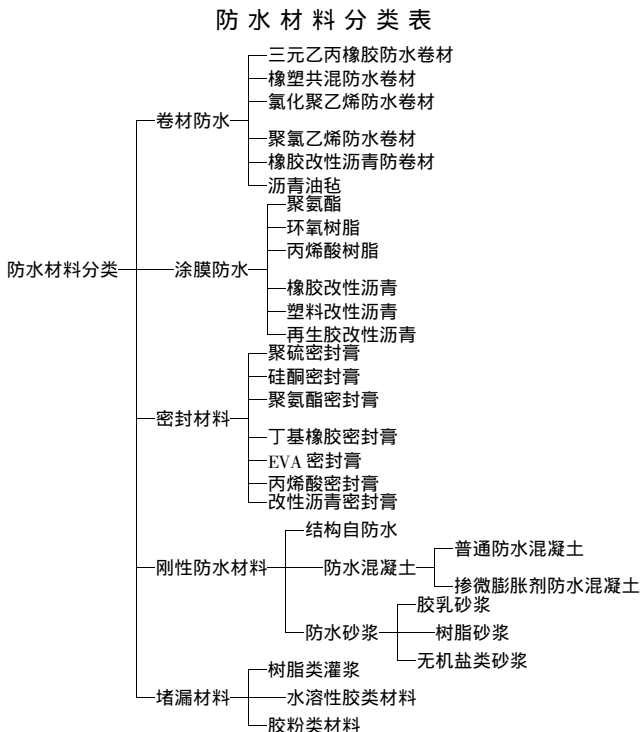 防水材料分类表
防水材料分类
卷材防水
三元乙丙橡胶防水卷材
橡塑共混防水卷材
氯化聚乙烯防水卷材
聚氯乙烯防水卷材
橡胶改性沥青防卷材
沥青油毡
涂膜防水
聚氨酯
环氧树脂
丙烯酸树脂
橡胶改性沥青
塑料改性沥青
再生胶改性沥青
密封材料
聚硫密封膏
硅酮密封膏
聚氨酯密封膏
丁基橡胶密封膏
EVA 密封膏
丙烯酸密封膏
改性沥青密封膏
刚性防水材料
结构自防水
防水混凝土
普通防水混凝土
掺微膨胀剂防水混凝土
防水砂浆
胶乳砂浆
树脂砂浆
无机盐类砂浆
堵漏材料
树脂类灌浆
水溶性胶类材料
胶粉类材料